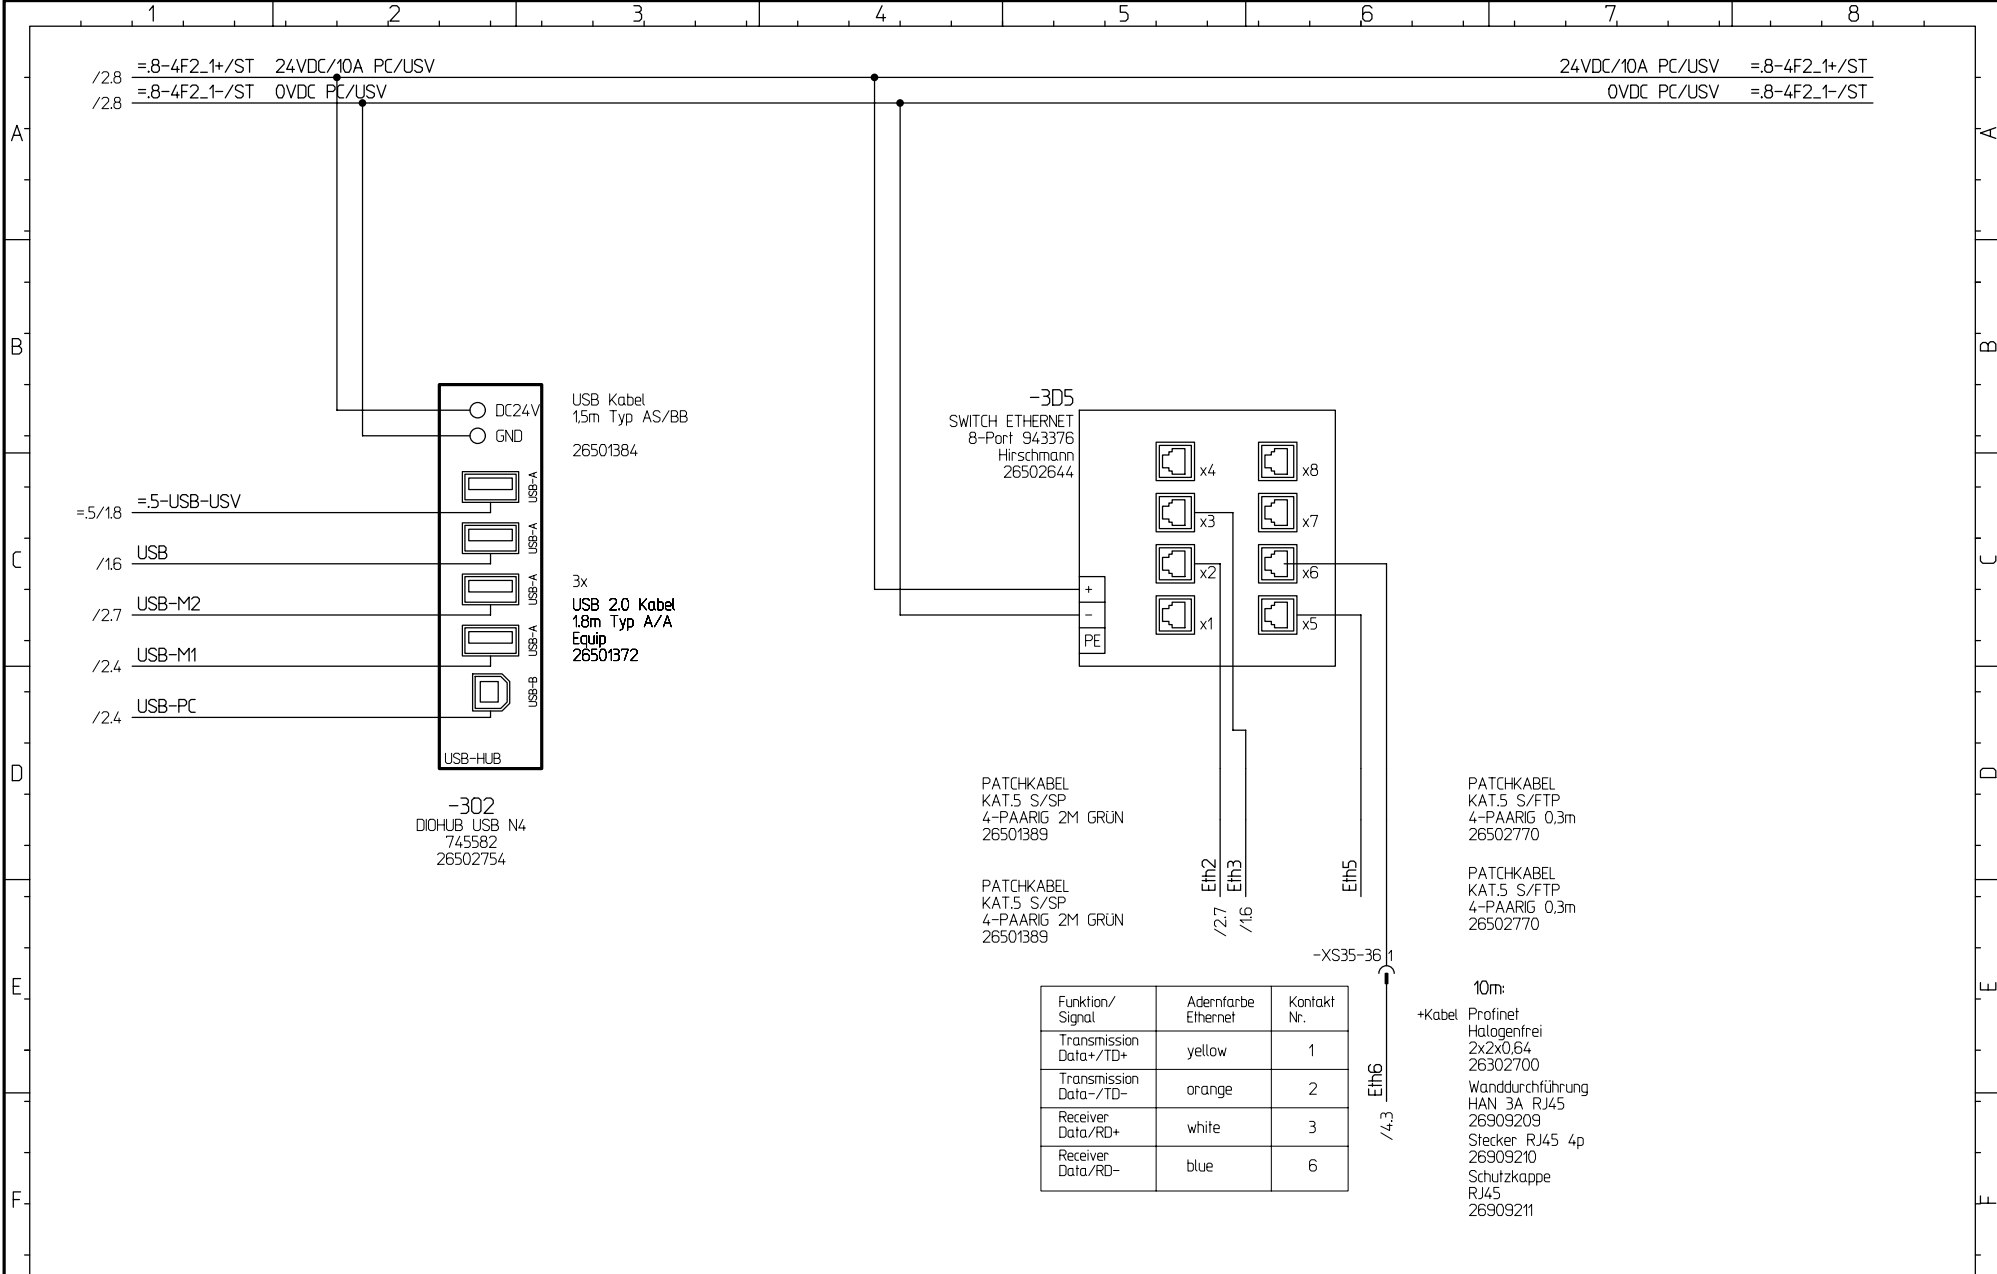 1 2 3 4 5 6 7 8
/2.8 =.8-4F2_1+/ST 24VDC/10A PC/USV
24VDC/10A PC/USV =.8-4F2_1+/ST
/2.8 =.8-4F2_1-/ST 0VDC PC/USV
0VDC PC/USV =.8-4F2_1-/ST
A A
B B
C C
D D
E E
F F
DC24V
GND
USB-A
USB-A
USB-A
USB-A
USB-B
USB-HUB
=.5/1.8 =.5-USB-USV
/1.6 USB
/2.7 USB-M2
/2.4 USB-M1
/2.4 USB-PC
-302
DIOHUB USB N4
745582
26502754
USB Kabel
1,5m Typ AS/BB
26501384
3x
USB 2.0 Kabel
1.8m Typ A/A
Equip
26501372
-3D5
SWITCH ETHERNET
8-Port 943376
Hirschmann
26502644
x4 x8
x3 x7
x2 x6
x1 x5
+
-
PE
PATCHKABEL
KAT.5 S/SP
4-PAARIG 2M GRÜN
26501389
PATCHKABEL
KAT.5 S/SP
4-PAARIG 2M GRÜN
26501389
Eth2
/2.7
Eth3
/1.6
Eth5
PATCHKABEL
KAT.5 S/FTP
4-PAARIG 0,3m
26502770
PATCHKABEL
KAT.5 S/FTP
4-PAARIG 0,3m
26502770
-XS35-36 1
Eth6
/4.3
10m:
+Kabel Profinet
Halogenfrei
2x2x0,64
26302700
Wanddurchführung
HAN 3A RJ45
26909209
Stecker RJ45 4p
26909210
Schutzkappe
RJ45
26909211
Funktion/
Signal
Adernfarbe
Ethernet
Kontakt
Nr.
Transmission
Data+/TD+
yellow
1
Transmission
Data-/TD-
orange
2
Receiver
Data/RD+
white
3
Receiver
Data/RD-
blue
6